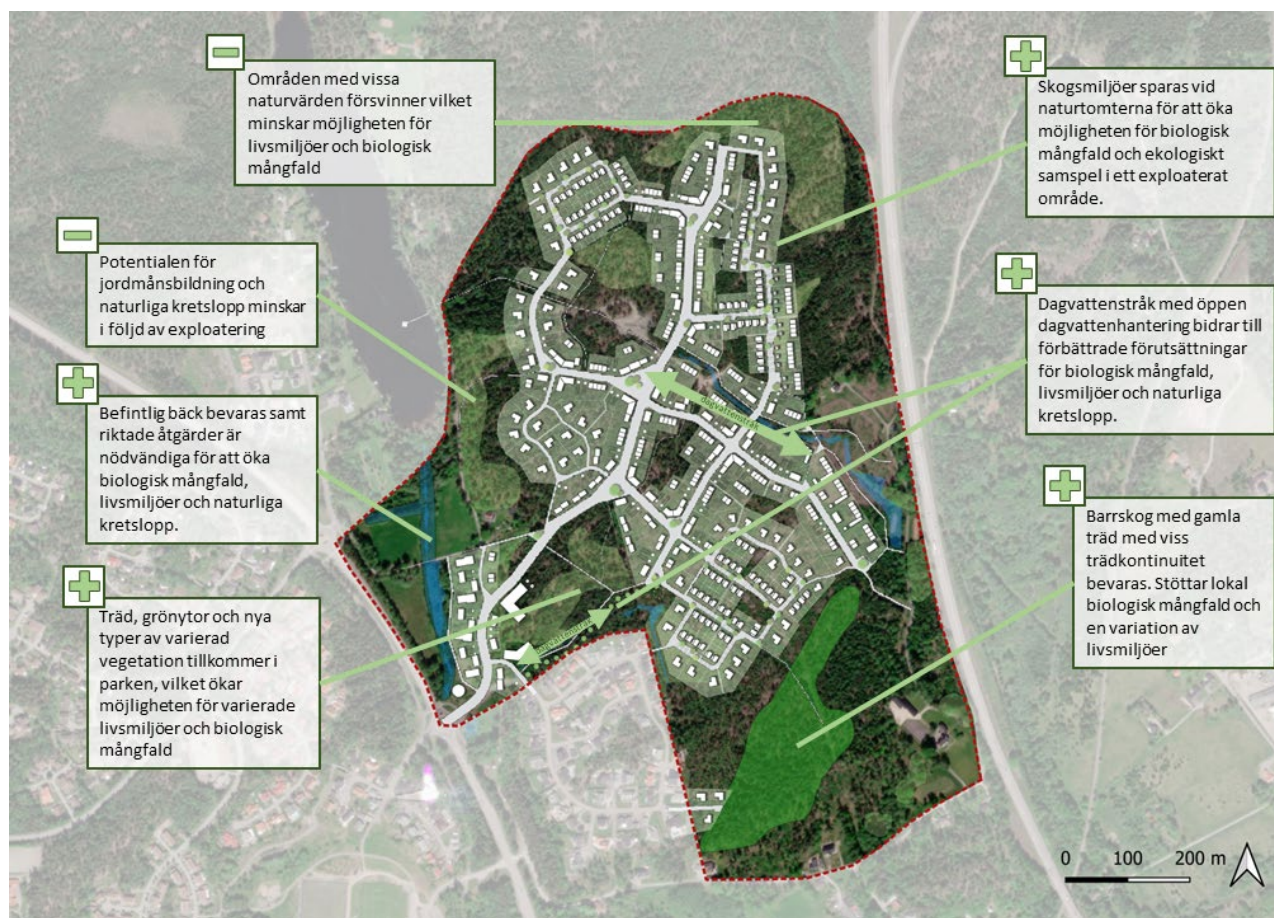 Områden med vissa
naturvärden försvinner vilket
minskar möjligheten för
livsmiljöer och biologisk
mångfald
Potentialen för
jordmånsbildning och
naturliga kretslopp minskar
i följd av exploatering
Befintlig bäck bevaras samt
riktade åtgärder är
nödvändiga för att öka
biologisk mångfald,
livsmiljöer och naturliga
kretslopp.
Träd, grönytor och nya
typer av varierad
vegetation tillkommer i
parken, vilket ökar
möjligheten för varierade
livsmiljöer och biologisk
mångfald
Skogsmiljöer sparas vid
naturtomterna för att öka
möjligheten för biologisk
mångfald och ekologiskt
samspel i ett exploaterat
område.
Dagvattenstråk med öppen
dagvattenhantering bidrar till
förbättrade förutsättningar
för biologisk mångfald,
livsmiljöer och naturliga
kretslopp.
Barrskog med gamla
träd med viss
trädkontinuitet
bevaras. Stöttar lokal
biologisk mångfald och
en variation av
livsmiljöer
dagvattenstråk
dagvattenstråk
0 100 200 m